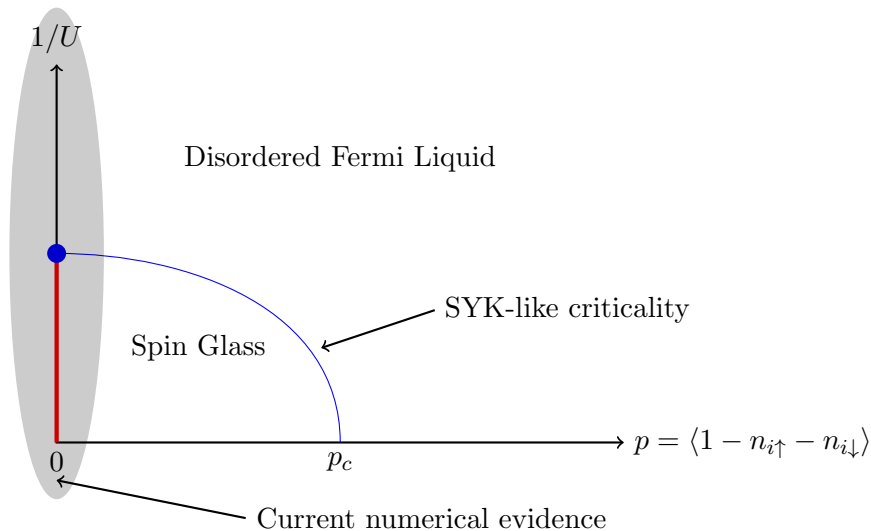 1/U
Disordered Fermi Liquid
SYK-like criticality
Spin Glass
p = ⟨1 − n_{i↑} − n_{i↓}⟩
0
p_c
Current numerical evidence